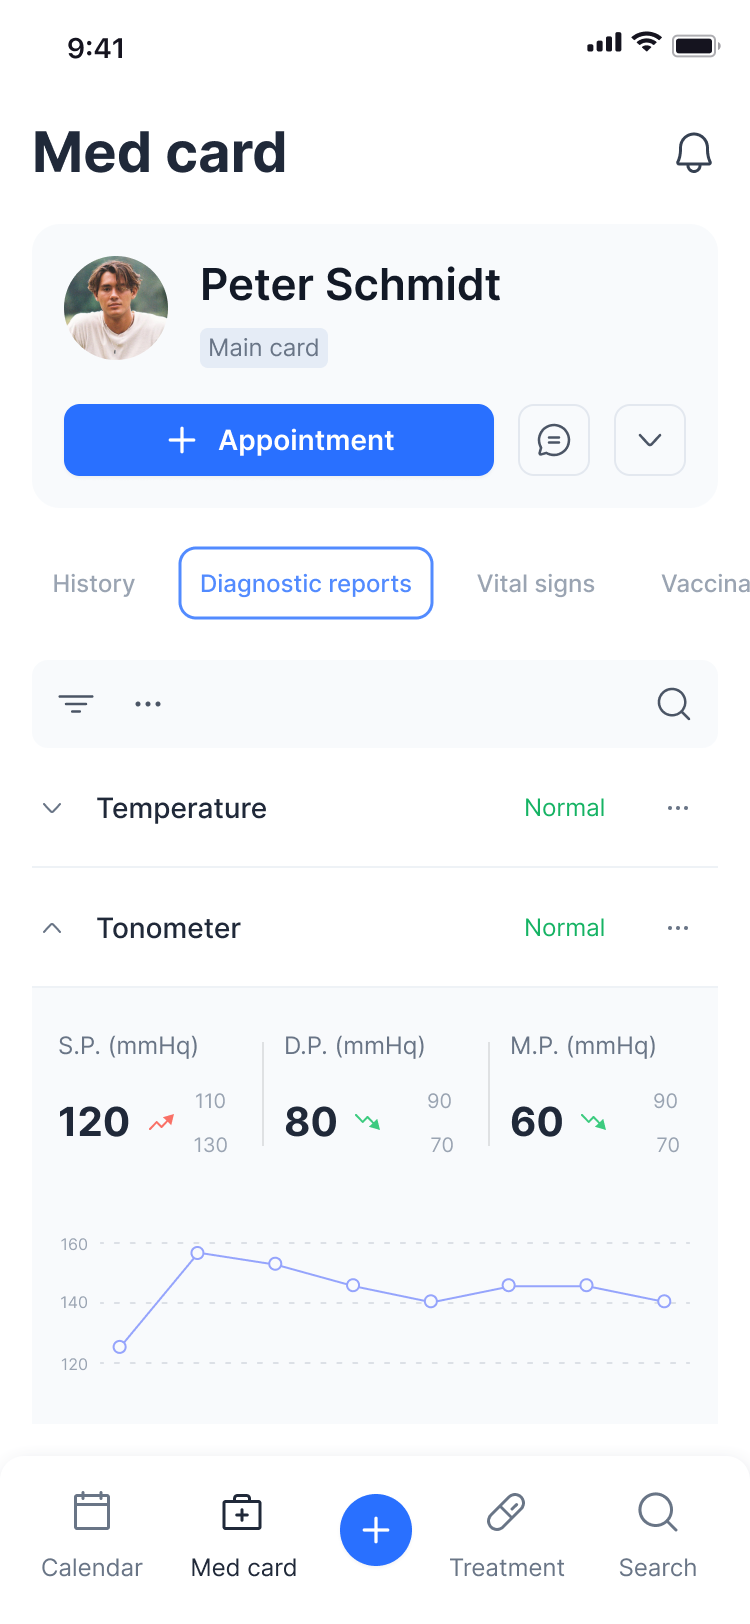 9:41
Med card
Peter Schmidt
Main card
Appointment
History Diagnostic reports Vital signs Vaccina
Temperature Normal
Tonometer Normal
S.P. (mmHq) D.P. (mmHq) M.P. (mmHq)
120 110 130 80 90 70 60 90 70
160
140
120
Calendar Med card Treatment Search